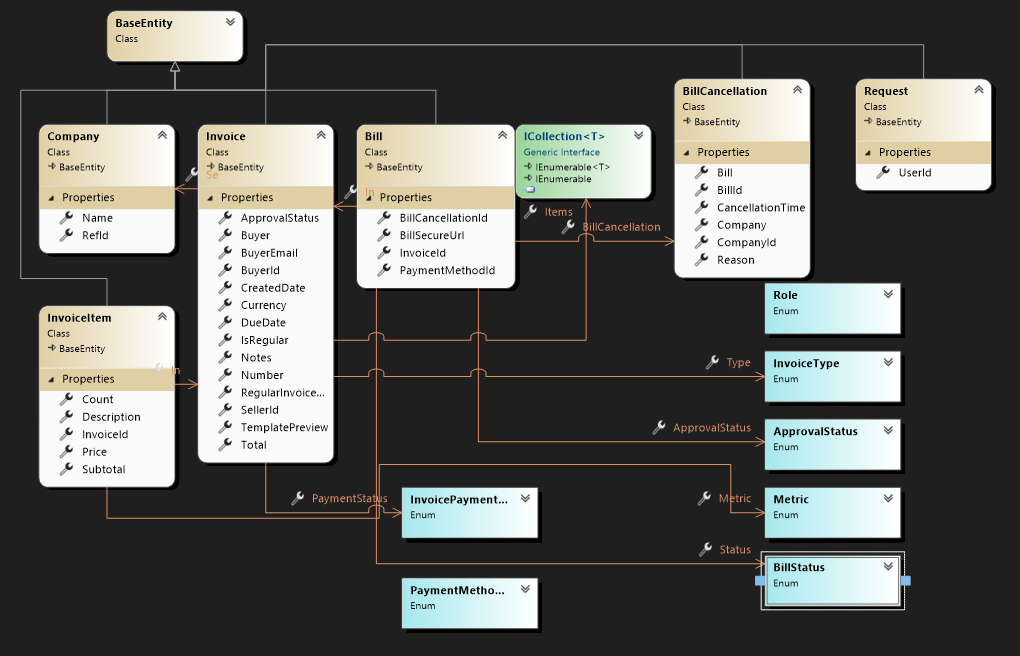 BaseEntity
Class
Company
Class
BaseEntity
Properties
Name
RefId
Invoice
Class
BaseEntity
Se
Properties
ApprovalStatus
Buyer
BuyerEmail
BuyerId
CreatedDate
Currency
DueDate
IsRegular
Notes
Number
RegularInvoice...
SellerId
TemplatePreview
Total
Bill
Class
BaseEntity
In
Properties
BillCancellationId
BillSecureUrl
InvoiceId
PaymentMethodId
ICollection<T>
Generic Interface
IEnumerable<T>
IEnumerable
Items
BillCancellation
BillCancellation
Class
BaseEntity
Properties
Bill
BillId
CancellationTime
Company
CompanyId
Reason
Request
Class
BaseEntity
Properties
UserId
InvoiceItem
Class
BaseEntity
In
Properties
Count
Description
InvoiceId
Price
Subtotal
Role
Enum
Type
InvoiceType
Enum
ApprovalStatus
ApprovalStatus
Enum
PaymentStatus
InvoicePayment...
Enum
Metric
Metric
Enum
Status
BillStatus
Enum
PaymentMetho...
Enum